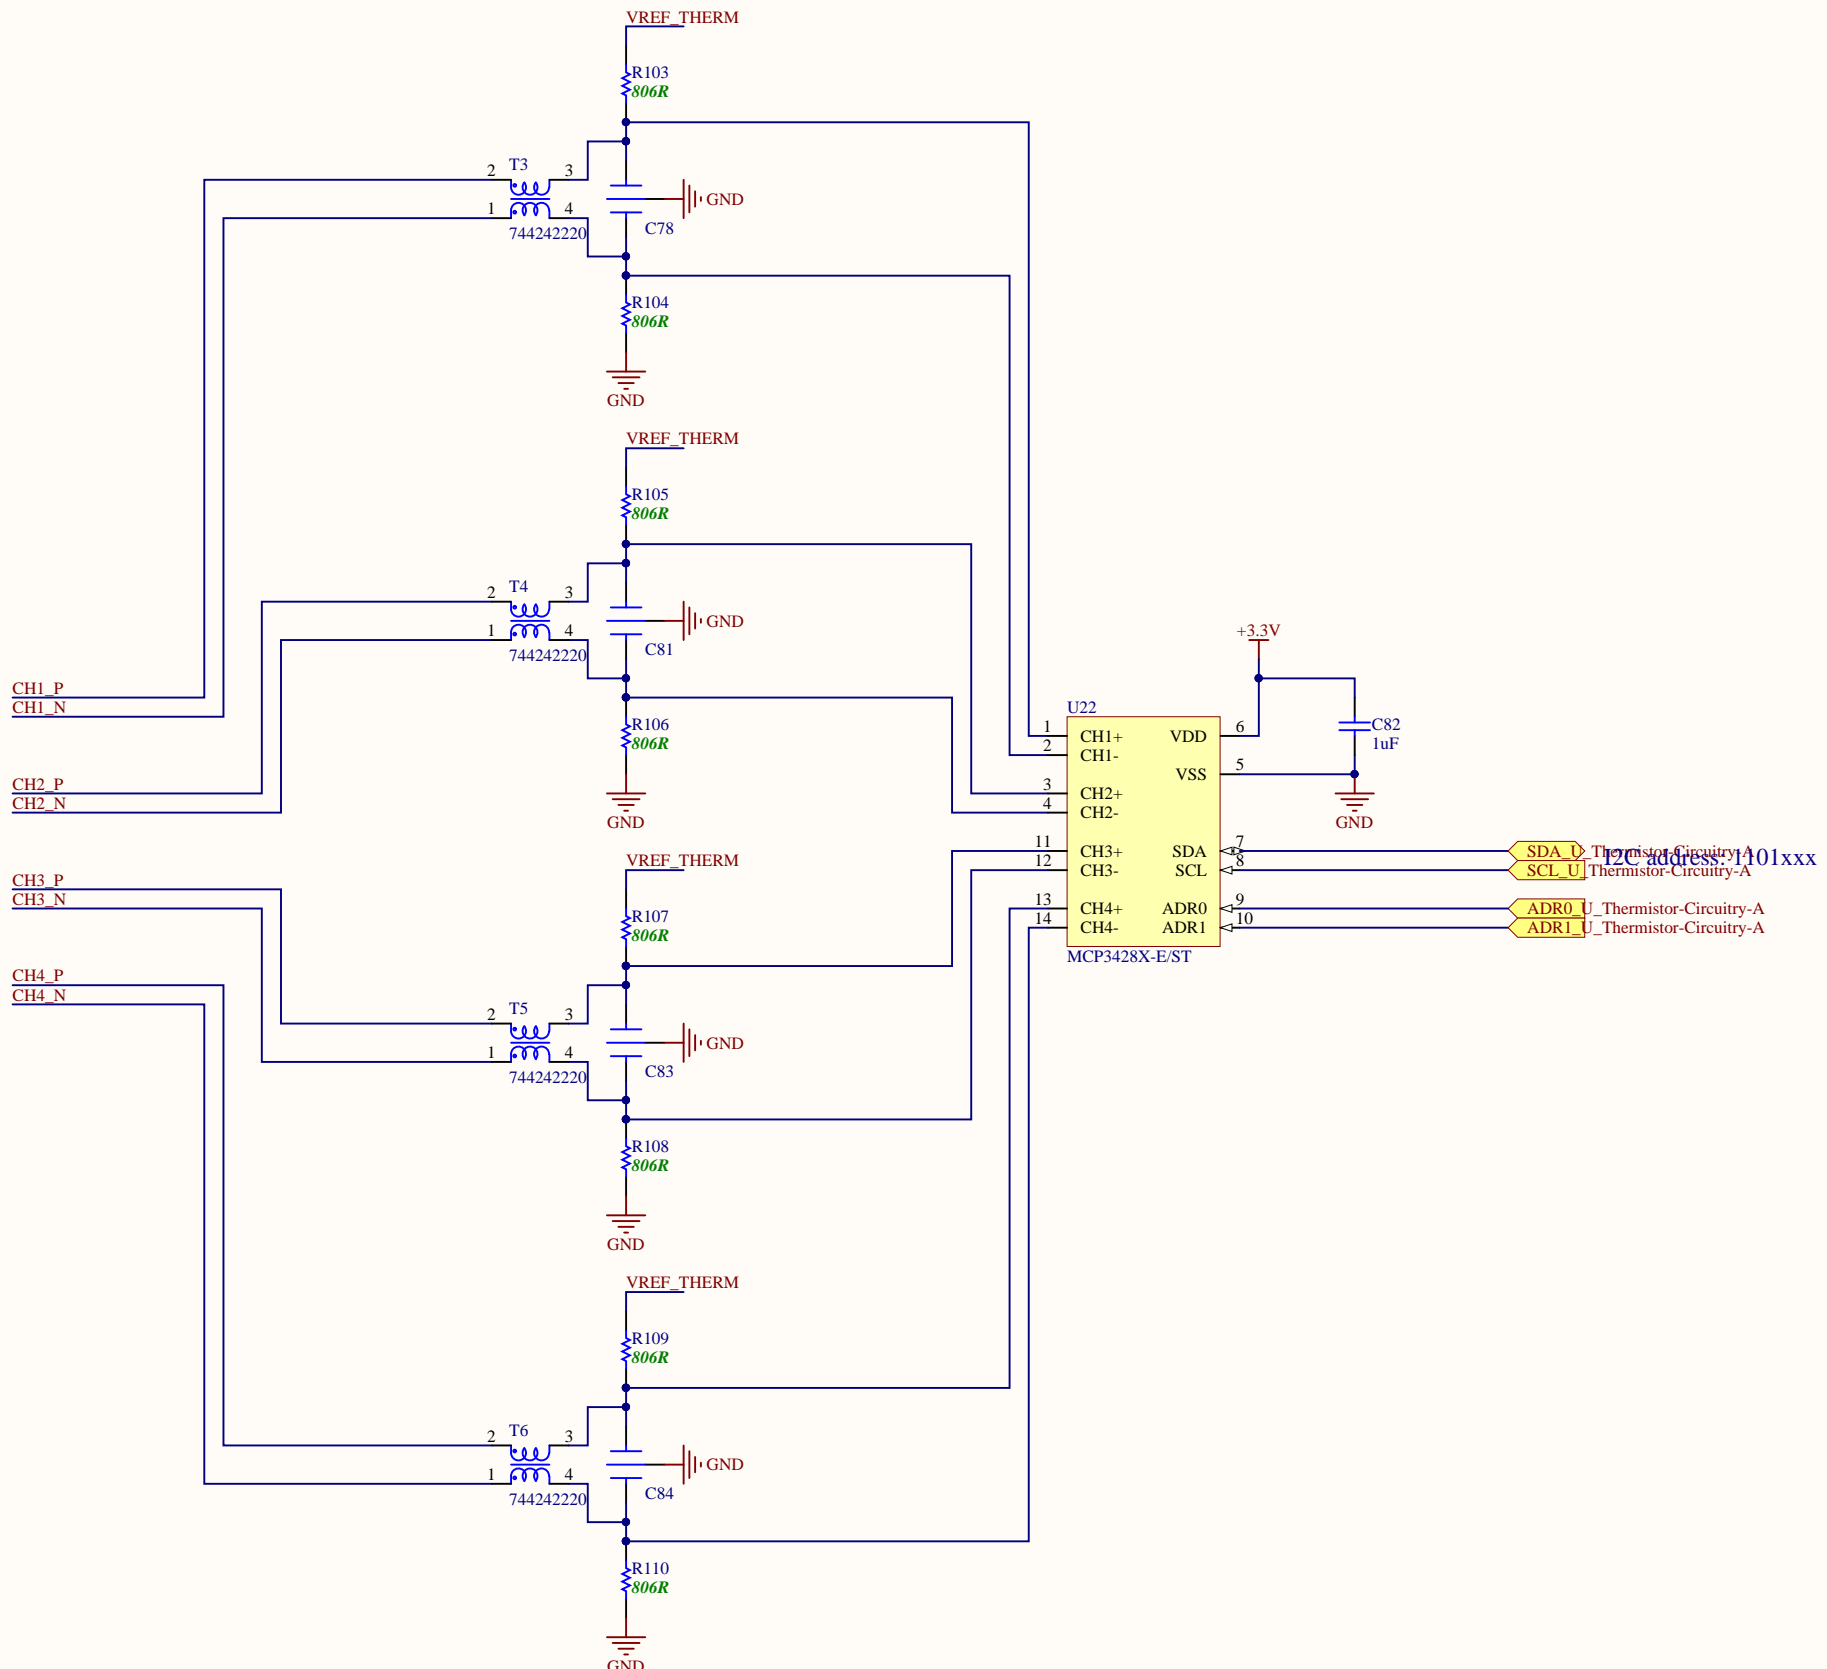 VREF_THERM
R103
806R
T3
2
3
1
4
744242220
GND
C78
R104
806R
GND
VREF_THERM
R105
806R
T4
2
3
1
4
744242220
GND
C81
R106
806R
GND
CH1_P
CH1_N
CH2_P
CH2_N
CH3_P
CH3_N
CH4_P
CH4_N
VREF_THERM
R107
806R
T5
2
3
1
4
744242220
GND
C83
R108
806R
GND
VREF_THERM
R109
806R
T6
2
3
1
4
744242220
GND
C84
R110
806R
GND
U22
1 CH1+ VDD 6
2 CH1-
VSS 5
3 CH2+
4 CH2-
11 CH3+ SDA 7
12 CH3- SCL 8
13 CH4+ ADR0 9
14 CH4- ADR1 10
MCP3428X-E/ST
+3.3V
C82
1uF
GND
SDA_U_Thermistor-Circuitry-A
I2C address: 1101xxx
SCL_U_Thermistor-Circuitry-A
ADR0_U_Thermistor-Circuitry-A
ADR1_U_Thermistor-Circuitry-A